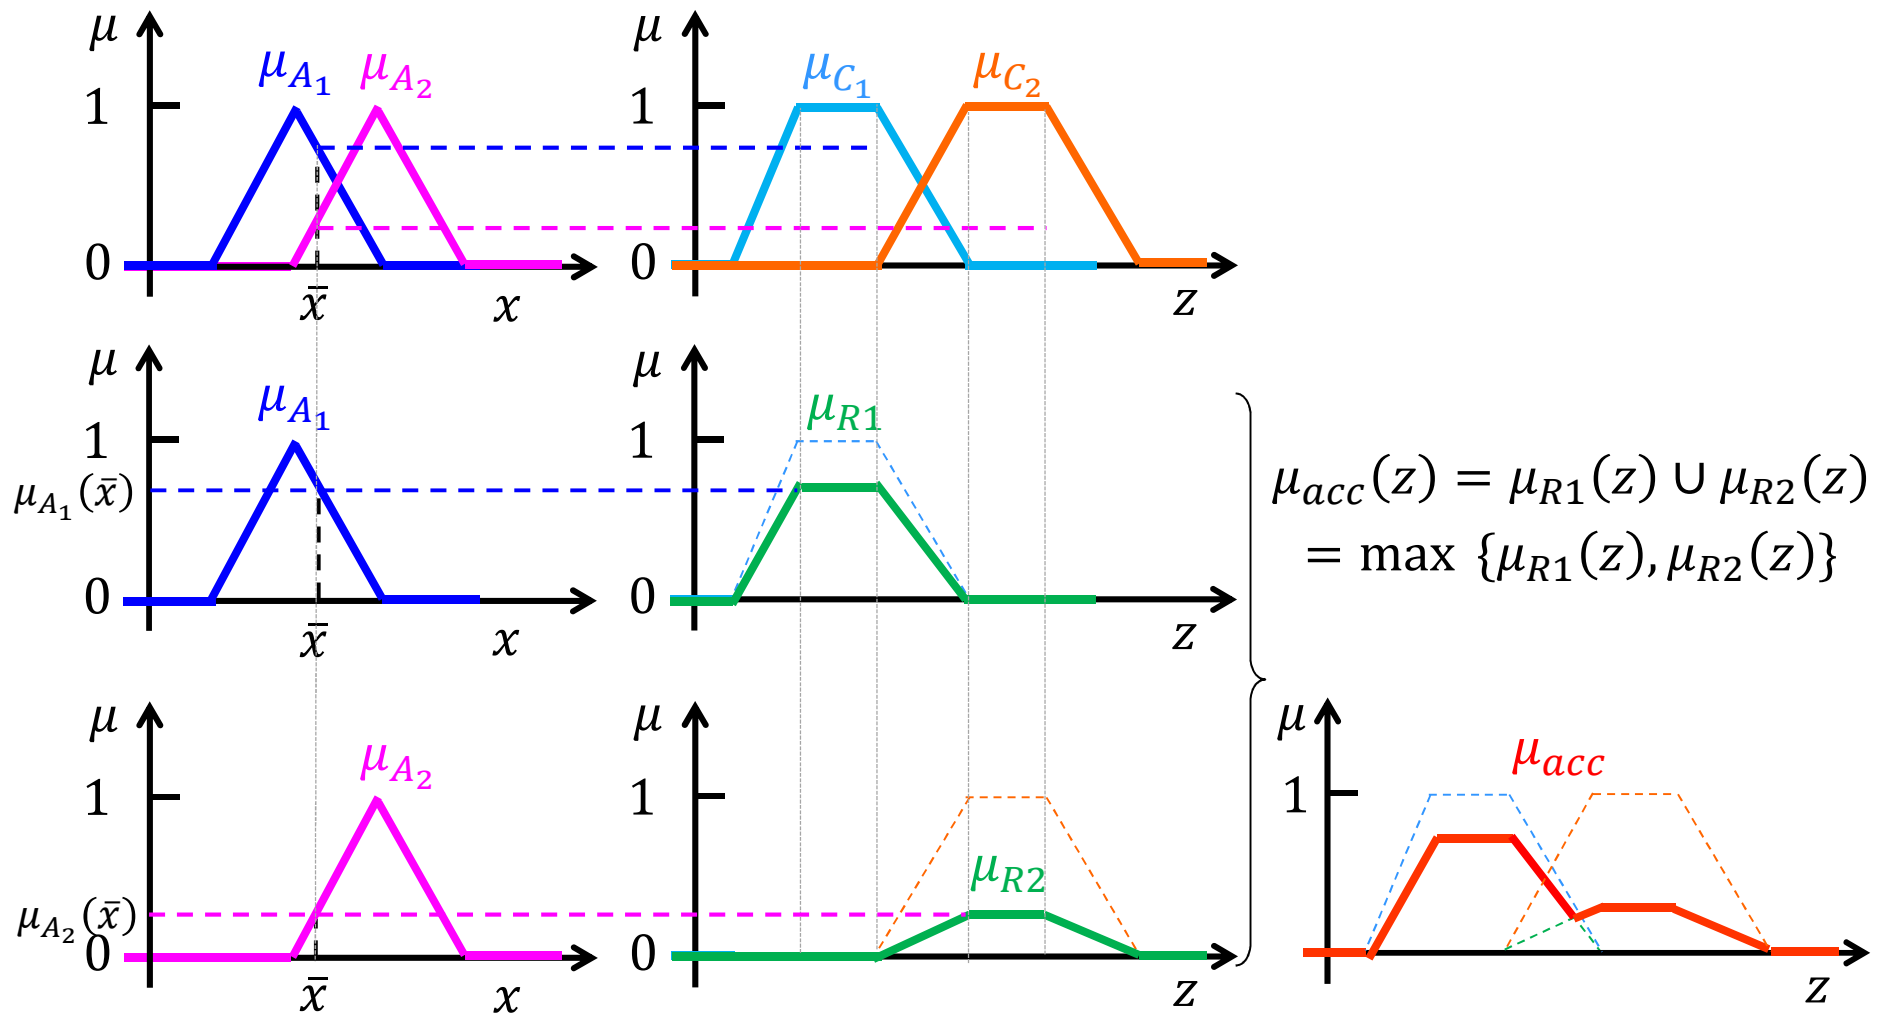 μ
1
0
μ_{A_1}
μ_{A_2}
x̄
x
μ
1
0
μ_{C_1}
μ_{C_2}
z
μ
1
μ_{A_1}(x̄)
0
μ_{A_1}
x̄
x
μ
1
0
μ_{R1}
z
μ_{acc}(z) = μ_{R1}(z) ∪ μ_{R2}(z)
= max {μ_{R1}(z), μ_{R2}(z)}
μ
1
μ_{A_2}(x̄)
0
μ_{A_2}
x̄
x
μ
1
0
μ_{R2}
z
μ
1
μ_{acc}
z